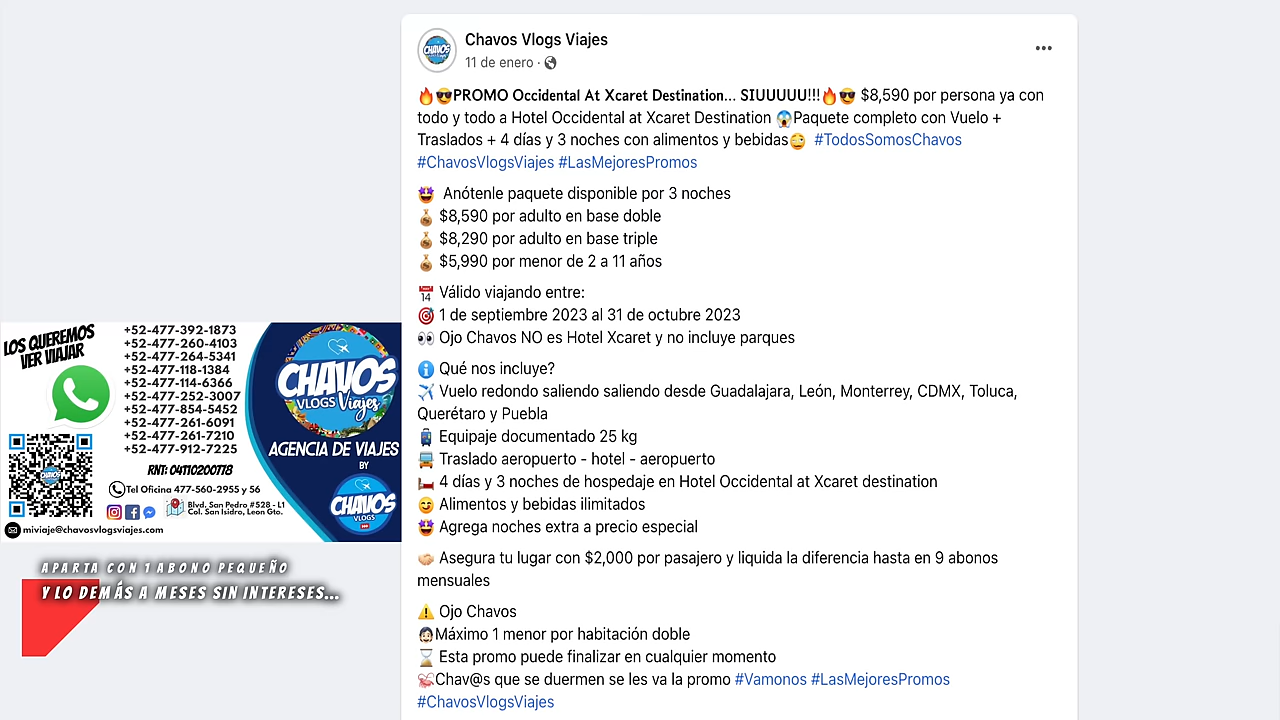 Chavos Vlogs Viajes
11 de enero ·
🔥😎PROMO Occidental At Xcaret Destination... SIUUUUU!!!🔥😎 $8,590 por persona ya con
todo y todo a Hotel Occidental at Xcaret Destination 😱Paquete completo con Vuelo +
Traslados + 4 días y 3 noches con alimentos y bebidas😋 #TodosSomosChavos
#ChavosVlogsViajes #LasMejoresPromos
🤩 Anótenle paquete disponible por 3 noches
💰 $8,590 por adulto en base doble
💰 $8,290 por adulto en base triple
💰 $5,990 por menor de 2 a 11 años
📅 Válido viajando entre:
🎯 1 de septiembre 2023 al 31 de octubre 2023
👀 Ojo Chavos NO es Hotel Xcaret y no incluye parques
ℹ️ Qué nos incluye?
✈️ Vuelo redondo saliendo saliendo desde Guadalajara, León, Monterrey, CDMX, Toluca,
Querétaro y Puebla
🧳 Equipaje documentado 25 kg
🚍 Traslado aeropuerto - hotel - aeropuerto
🛏️ 4 días y 3 noches de hospedaje en Hotel Occidental at Xcaret destination
😋 Alimentos y bebidas ilimitados
🤩 Agrega noches extra a precio especial
🤝 Asegura tu lugar con $2,000 por pasajero y liquida la diferencia hasta en 9 abonos
mensuales
⚠️ Ojo Chavos
🧒Máximo 1 menor por habitación doble
⏳ Esta promo puede finalizar en cualquier momento
🦐Chav@s que se duermen se les va la promo #Vamonos #LasMejoresPromos
#ChavosVlogsViajes
LOS QUEREMOS
VER VIAJAR
+52-477-392-1873
+52-477-260-4103
+52-477-264-5341
+52-477-118-1384
+52-477-114-6366
+52-477-252-3007
+52-477-854-5452
+52-477-261-6091
+52-477-261-7210
+52-477-912-7225
RNT: 04110200778
Tel Oficina 477-560-2955 y 56
Blvd. San Pedro #528 - L1
Col. San Isidro, Leon Gto.
miviaje@chavosvlogsviajes.com
CHAVOS
VLOGS Viajes
AGENCIA DE VIAJES
BY
CHAVOS
VLOGS
APARTA CON 1 ABONO PEQUEÑO
Y LO DEMÁS A MESES SIN INTERESES...